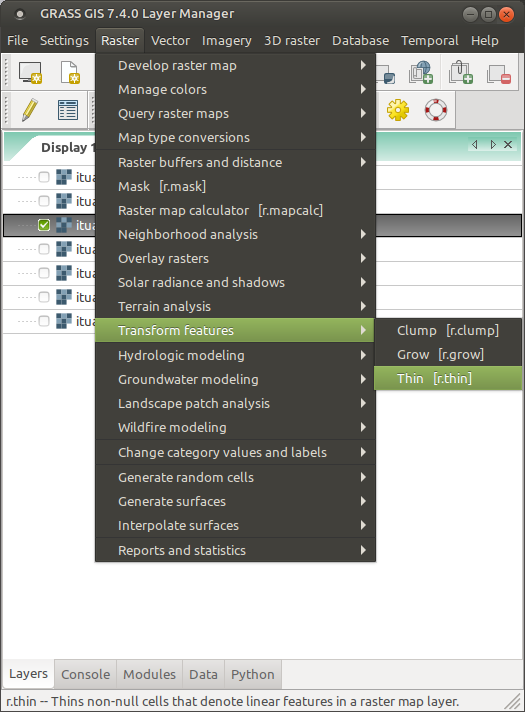 GRASS GIS 7.4.0 Layer Manager
File Settings Raster Vector Imagery 3D raster Database Temporal Help
Develop raster map
Manage colors
Query raster maps
Map type conversions
Display 1
Raster buffers and distance
itua
Mask [r.mask]
itua
Raster map calculator [r.mapcalc]
itua
Neighborhood analysis
itua
Overlay rasters
itua
Solar radiance and shadows
itua
Terrain analysis
itua
Transform features
Clump [r.clump]
Grow [r.grow]
Thin [r.thin]
Hydrologic modeling
Groundwater modeling
Landscape patch analysis
Wildfire modeling
Change category values and labels
Generate random cells
Generate surfaces
Interpolate surfaces
Reports and statistics
Layers Console Modules Data Python
r.thin -- Thins non-null cells that denote linear features in a raster map layer.